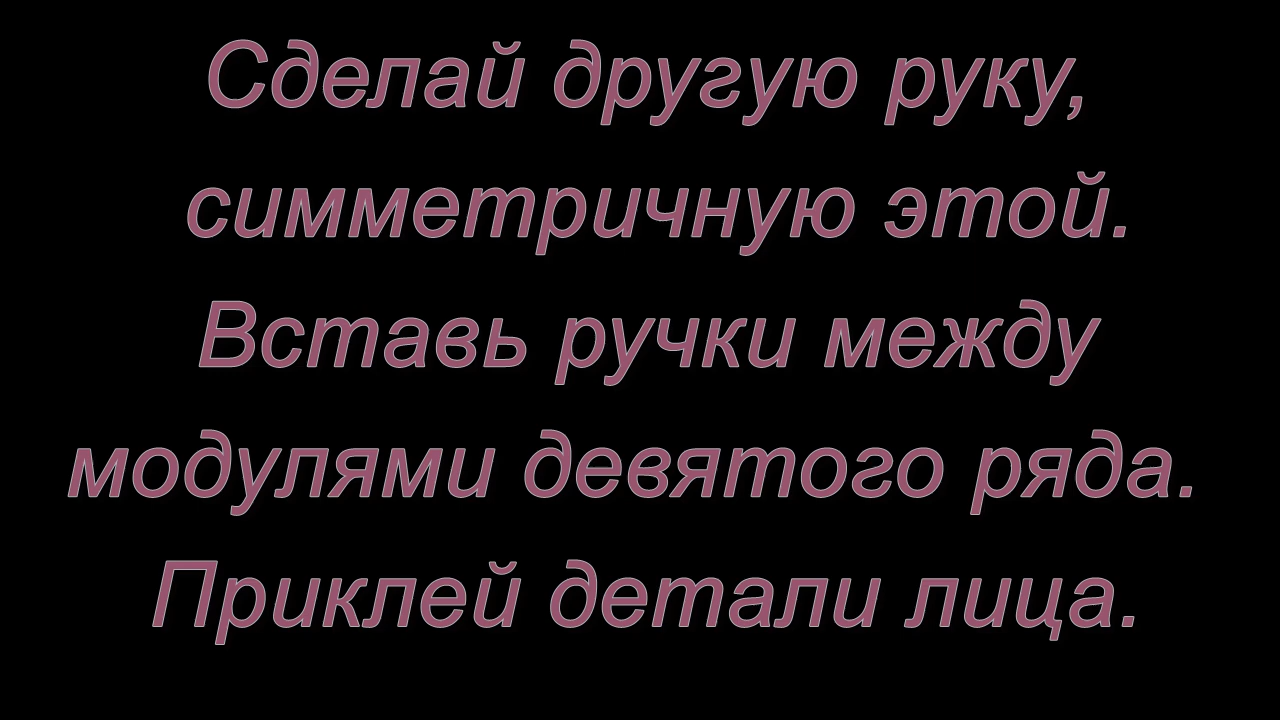 Сделай другую руку,
симметричную этой.
Вставь ручки между
модулями девятого ряда.
Приклей детали лица.